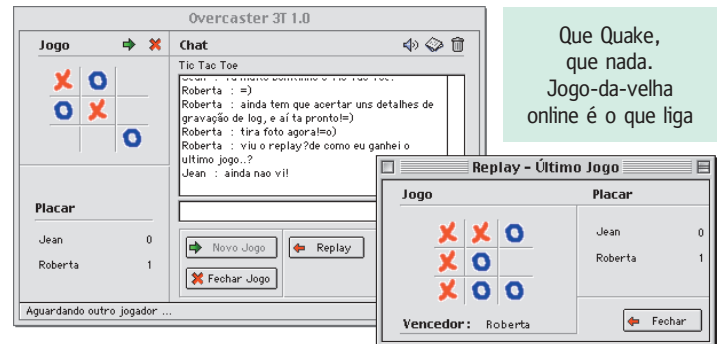 Overcaster 3T 1.0
Jogo
Chat
Tic Tac Toe
Roberta : =)
Roberta : ainda tem que acertar uns detalhes de
gravação de log, e aí ta pronto!=)
Roberta : tira foto agora!=o)
Roberta : viu o replay?de como eu ganhei o
ultimo jogo..?
Jean : ainda nao vi!
Placar
Jean 0
Roberta 1
Novo Jogo
Replay
Fechar Jogo
Aguardando outro jogador ...
Que Quake,
que nada.
Jogo-da-velha
online é o que liga
Replay - Último Jogo
Jogo
Placar
Jean 0
Roberta 1
Vencedor: Roberta
Fechar